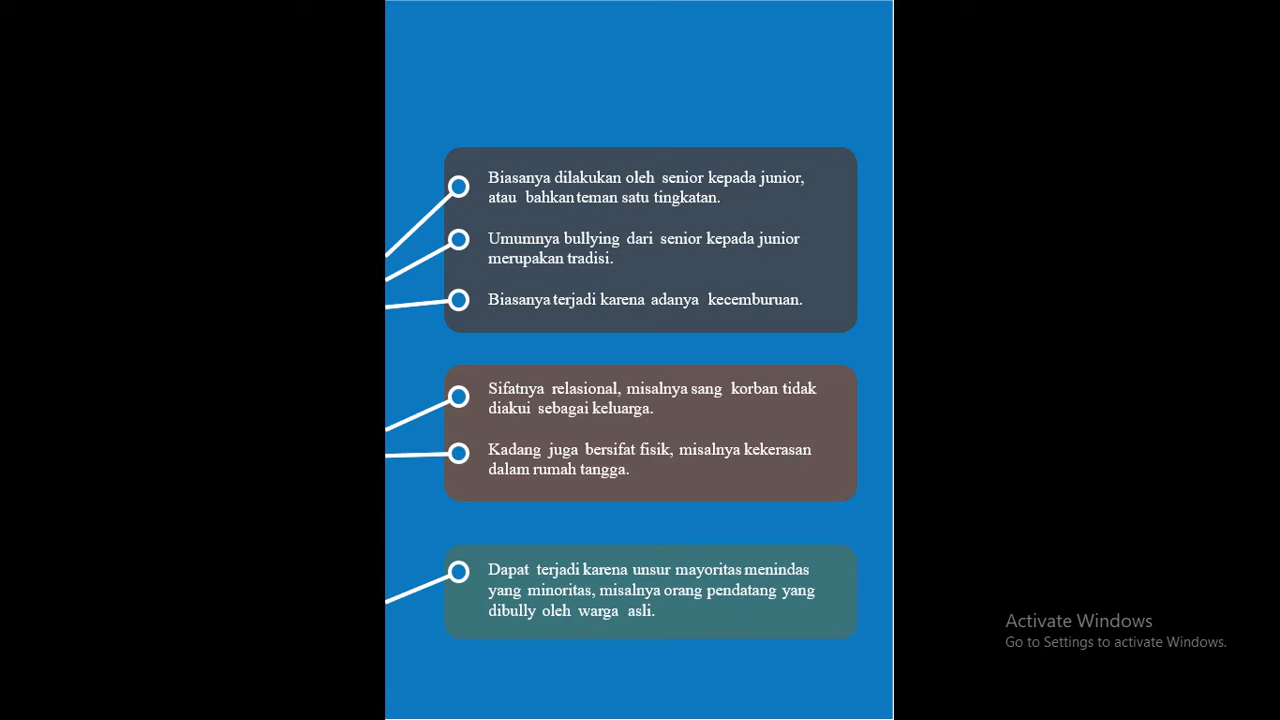 Biasanya dilakukan oleh senior kepada junior,
atau bahkan teman satu tingkatan.
Umumnya bullying dari senior kepada junior
merupakan tradisi.
Biasanya terjadi karena adanya kecemburuan.
Sifatnya relasional, misalnya sang korban tidak
diakui sebagai keluarga.
Kadang juga bersifat fisik, misalnya kekerasan
dalam rumah tangga.
Dapat terjadi karena unsur mayoritas menindas
yang minoritas, misalnya orang pendatang yang
dibully oleh warga asli.
Activate Windows
Go to Settings to activate Windows.